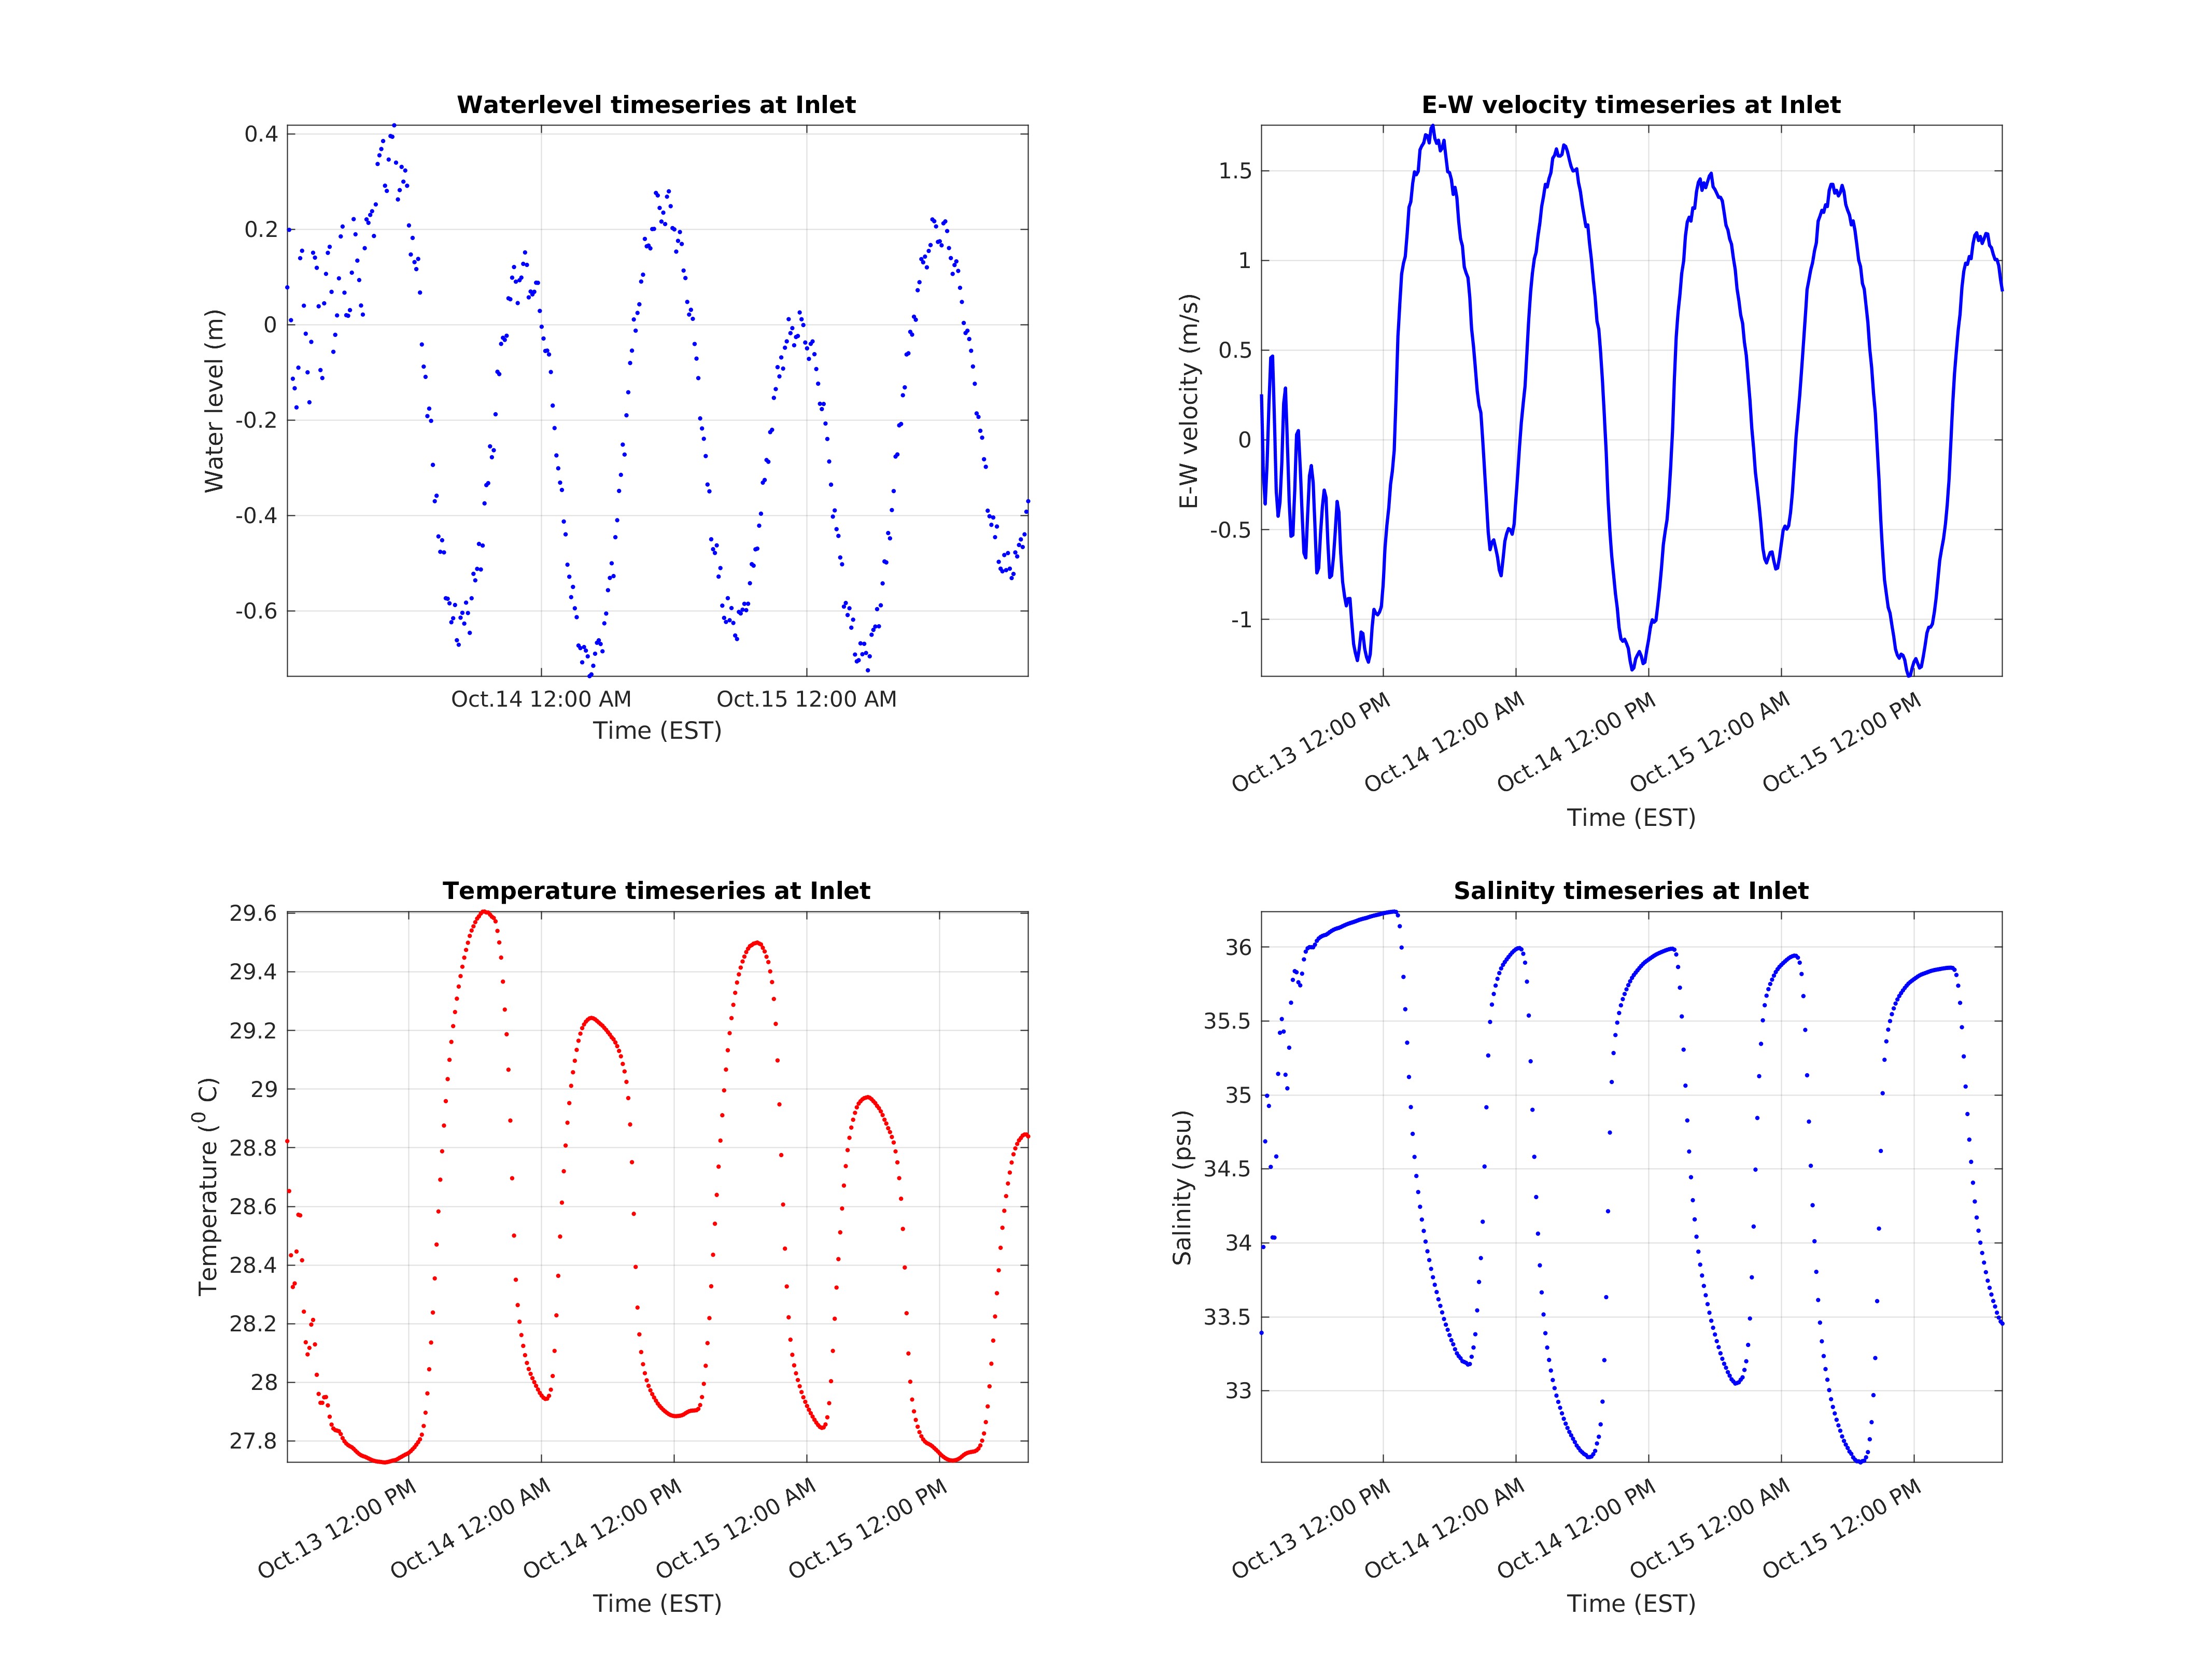 Waterlevel timeseries at Inlet
0.4
0.2
0
-0.2
-0.4
-0.6
Water level (m)
Oct.14 12:00 AM
Oct.15 12:00 AM
Time (EST)
E-W velocity timeseries at Inlet
1.5
1
0.5
0
-0.5
-1
E-W velocity (m/s)
Oct.13 12:00 PM
Oct.14 12:00 AM
Oct.14 12:00 PM
Oct.15 12:00 AM
Oct.15 12:00 PM
Time (EST)
Temperature timeseries at Inlet
29.6
29.4
29.2
29
28.8
28.6
28.4
28.2
28
27.8
Temperature (⁰ C)
Oct.13 12:00 PM
Oct.14 12:00 AM
Oct.14 12:00 PM
Oct.15 12:00 AM
Oct.15 12:00 PM
Time (EST)
Salinity timeseries at Inlet
36
35.5
35
34.5
34
33.5
33
Salinity (psu)
Oct.13 12:00 PM
Oct.14 12:00 AM
Oct.14 12:00 PM
Oct.15 12:00 AM
Oct.15 12:00 PM
Time (EST)